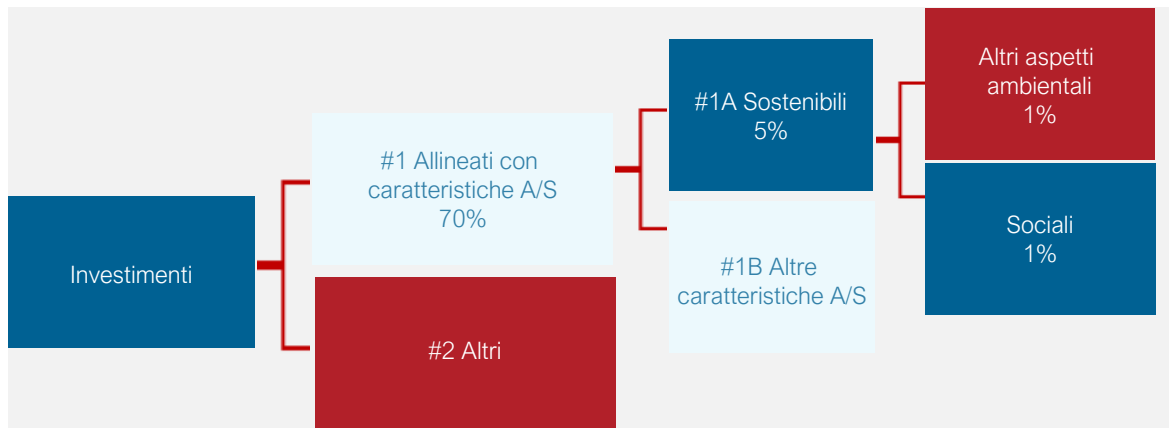 Investimenti
#1 Allineati con
caratteristiche A/S
70%
#2 Altri
#1A Sostenibili
5%
#1B Altre
caratteristiche A/S
Altri aspetti
ambientali
1%
Sociali
1%